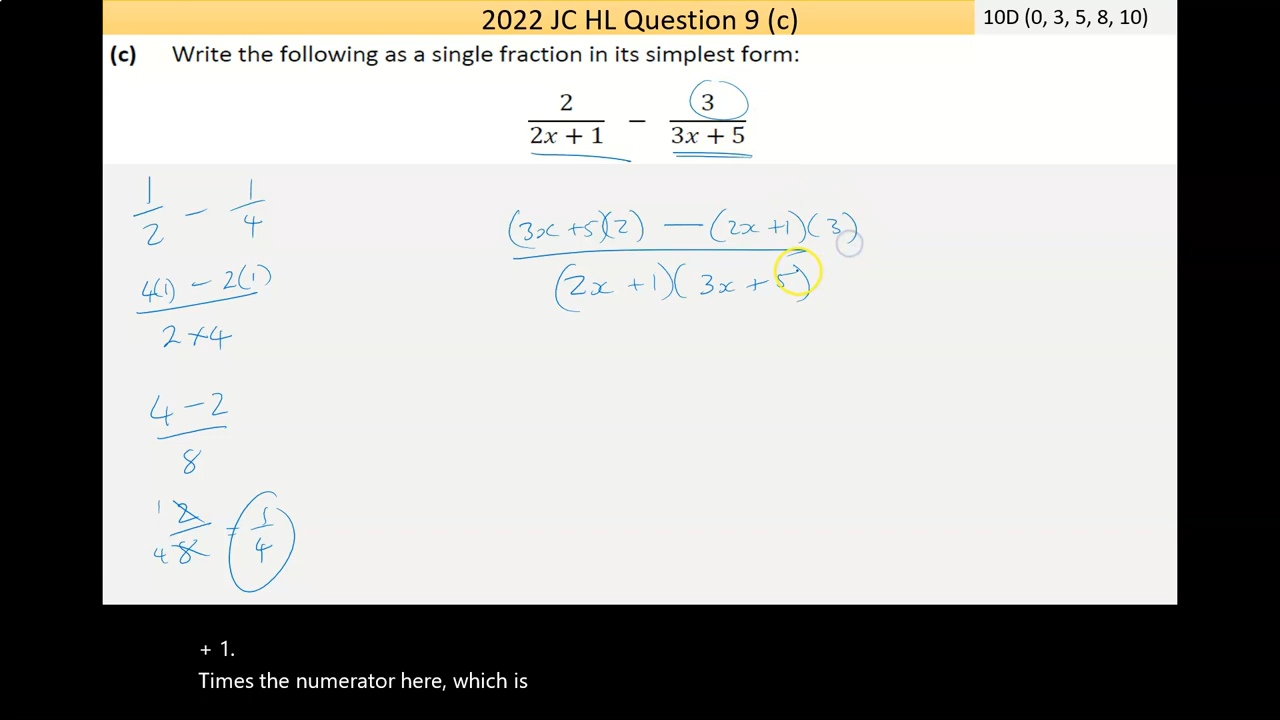 2022 JC HL Question 9 (c)
10D (0, 3, 5, 8, 10)
(c) Write the following as a single fraction in its simplest form:
2 3
— − —
2x + 1 3x + 5
1 1
— − —
2 4
4(1) − 2(1)
2 × 4
4 − 2
8
1 2 1
— = —
4 8 4
(3x + 5)(2) — (2x + 1)(3)
(2x + 1)(3x + 5)
+ 1.
Times the numerator here, which is